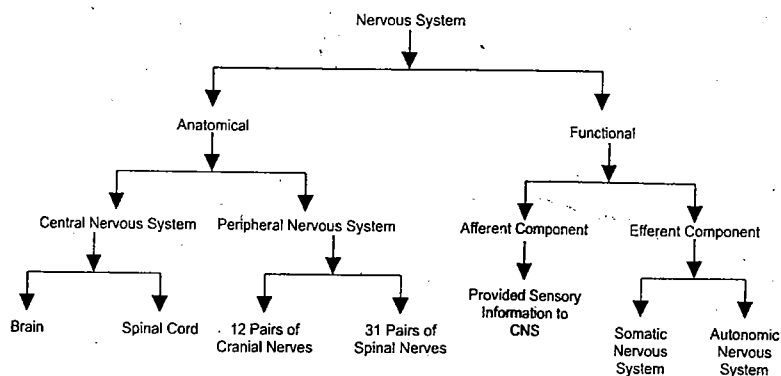 Nervous System
Anatomical
Functional
Central Nervous System
Peripheral Nervous System
Afferent Component
Efferent Component
Brain
Spinal Cord
12 Pairs of
Cranial Nerves
31 Pairs of
Spinal Nerves
Provided Sensory
Information to
CNS
Somatic
Nervous
System
Autonomic
Nervous
System